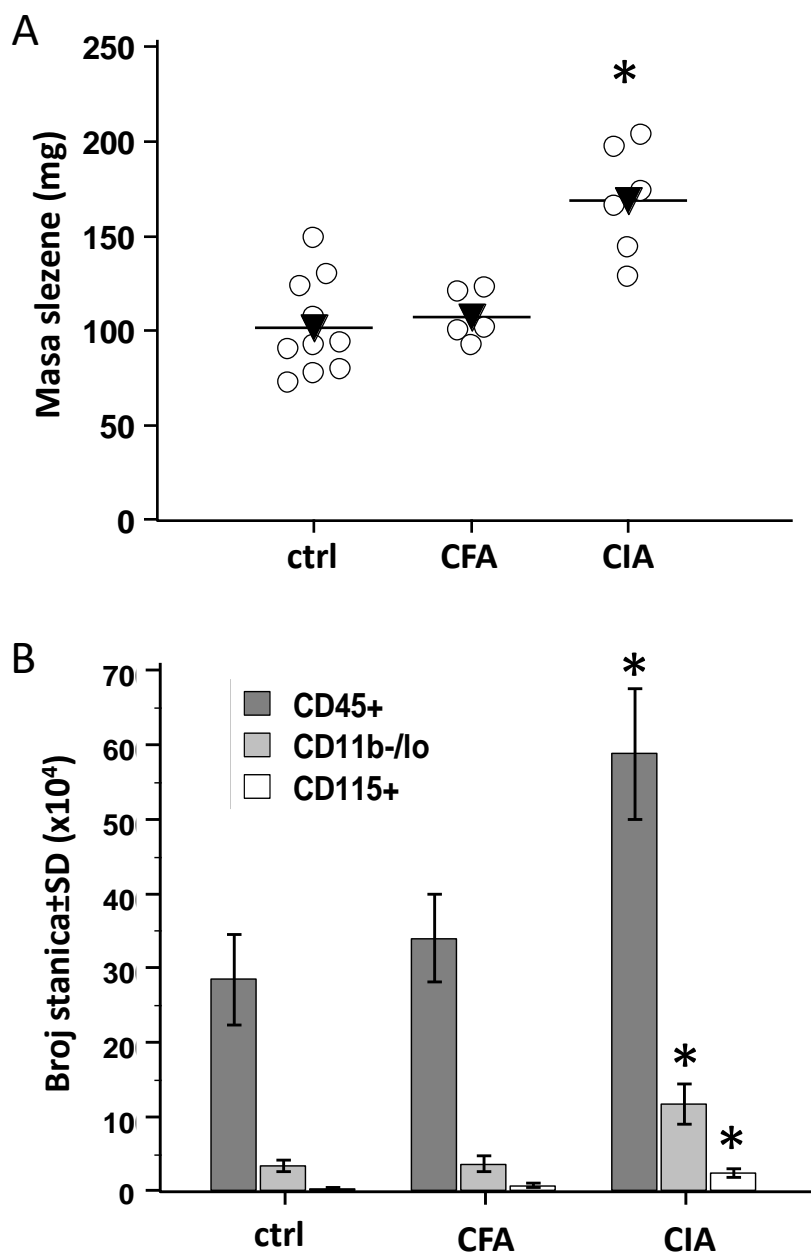 A
Masa slezene (mg)
250
*
200
150
100
50
0
ctrl CFA CIA
B
Broj stanica±SD (x10⁴)
70
*
CD45+
60
CD11b-/lo
CD115+
50
40
30
20
*
10
*
0
ctrl CFA CIA